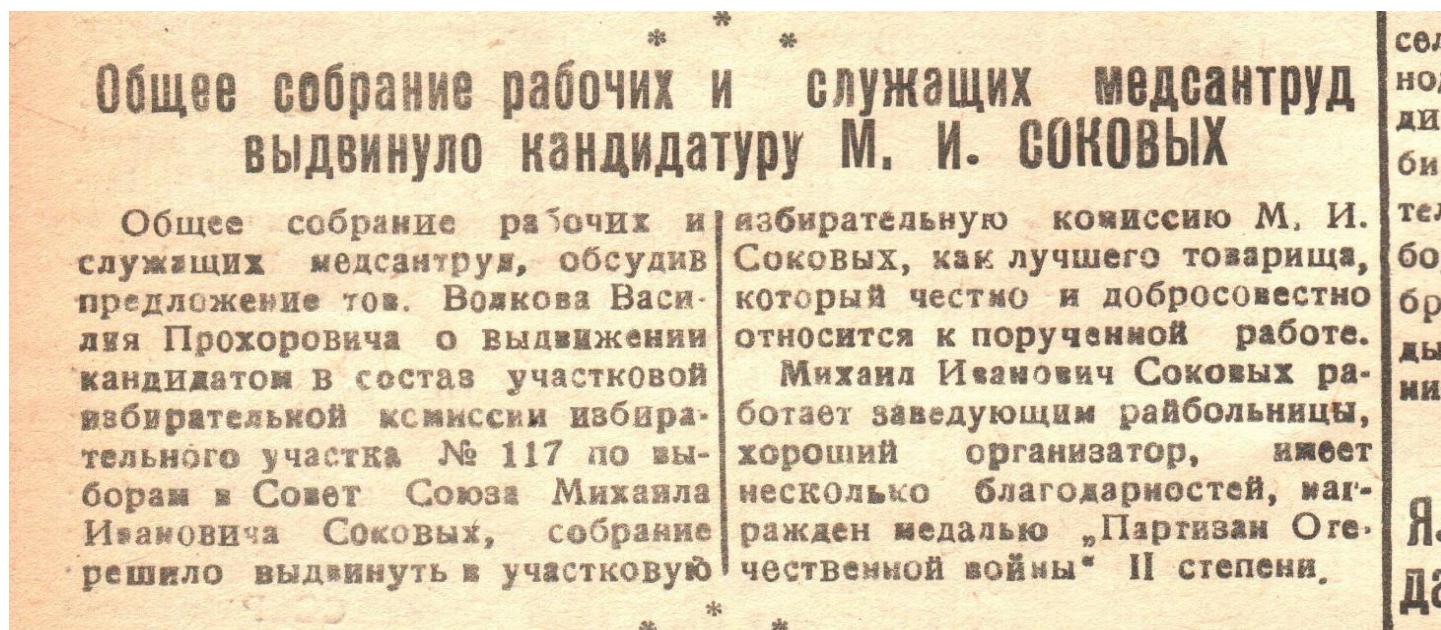 Общее собрание рабочих и служащих медсантруд
выдвинуло кандидатуру М. И. СОКОВЫХ
Общее собрание рабочих и
служащих медсантруд, обсудив
предложение тов. Волкова Васи-
лия Прохоровича о выдвижении
кандидатом в состав участковой
избирательной комиссии избира-
тельного участка № 117 по вы-
борам в Совет Союза Михаила
Ивановича Соковых, собрание
решило выдвинуть в участковую
избирательную комиссию М. И.
Соковых, как лучшего товарища,
который честно и добросовестно
относится к порученной работе.
Михаил Иванович Соковых ра-
ботает заведующим райбольницы,
хороший организатор, имеет
несколько благодарностей, наг-
ражден медалью „Партизан Оте-
чественной войны“ II степени.